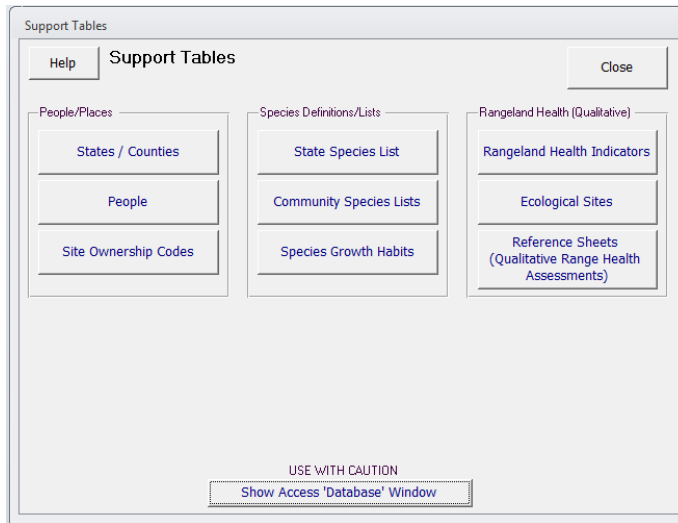 Support Tables
Help
Support Tables
Close
People/Places
States / Counties
People
Site Ownership Codes
Species Definitions/Lists
State Species List
Community Species Lists
Species Growth Habits
Rangeland Health (Qualitative)
Rangeland Health Indicators
Ecological Sites
Reference Sheets
(Qualitative Range Health
Assessments)
USE WITH CAUTION
Show Access 'Database' Window